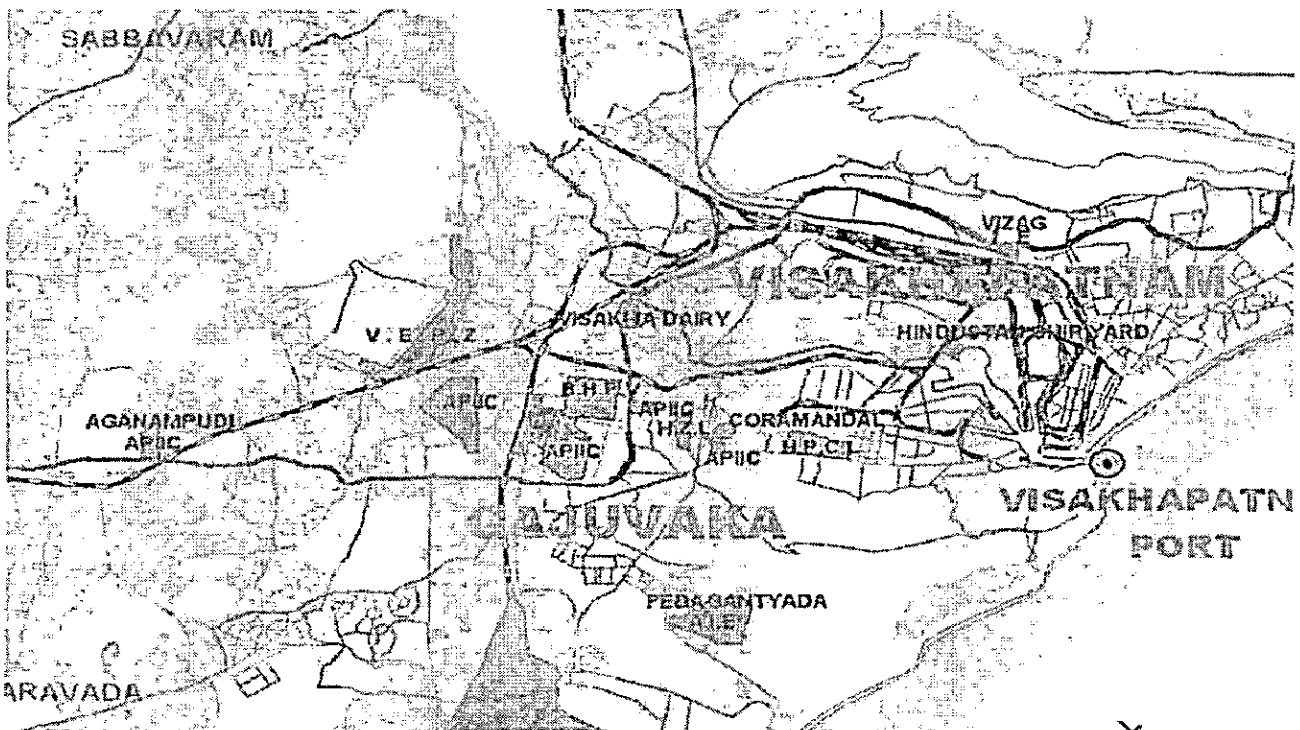 SABBAVARAM
VIZAG
VISAKHAPATNAM
VISAKHA DAIRY
HINDUSTAN SHIPYARD
V. E. P. Z.
B.H.P.V
APIIC
APIIC
H.Z.L
CORAMANDAL
AGANAMPUDI
APIIC
APIIC
APIIC
H.P.C.L
VISAKHAPATN
PORT
GAJUVAKA
PEDAGANTYADA
ARAVADA